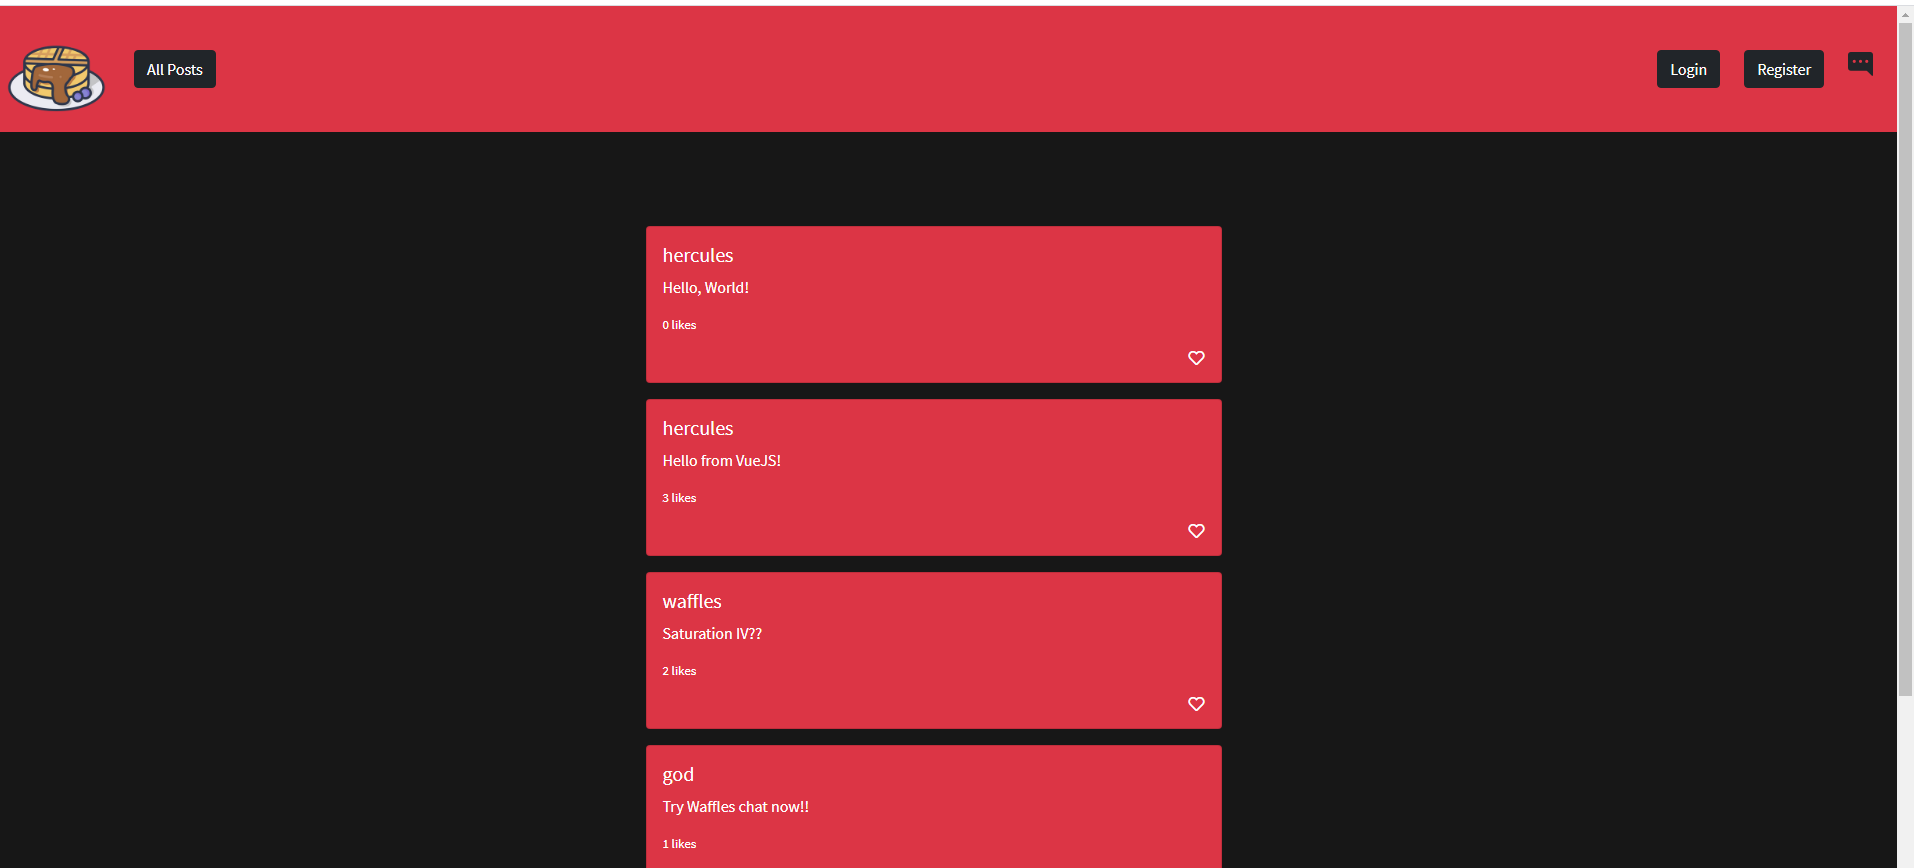 All Posts
Login
Register
hercules
Hello, World!
0 likes
hercules
Hello from VueJS!
3 likes
waffles
Saturation IV??
2 likes
god
Try Waffles chat now!!
1 likes